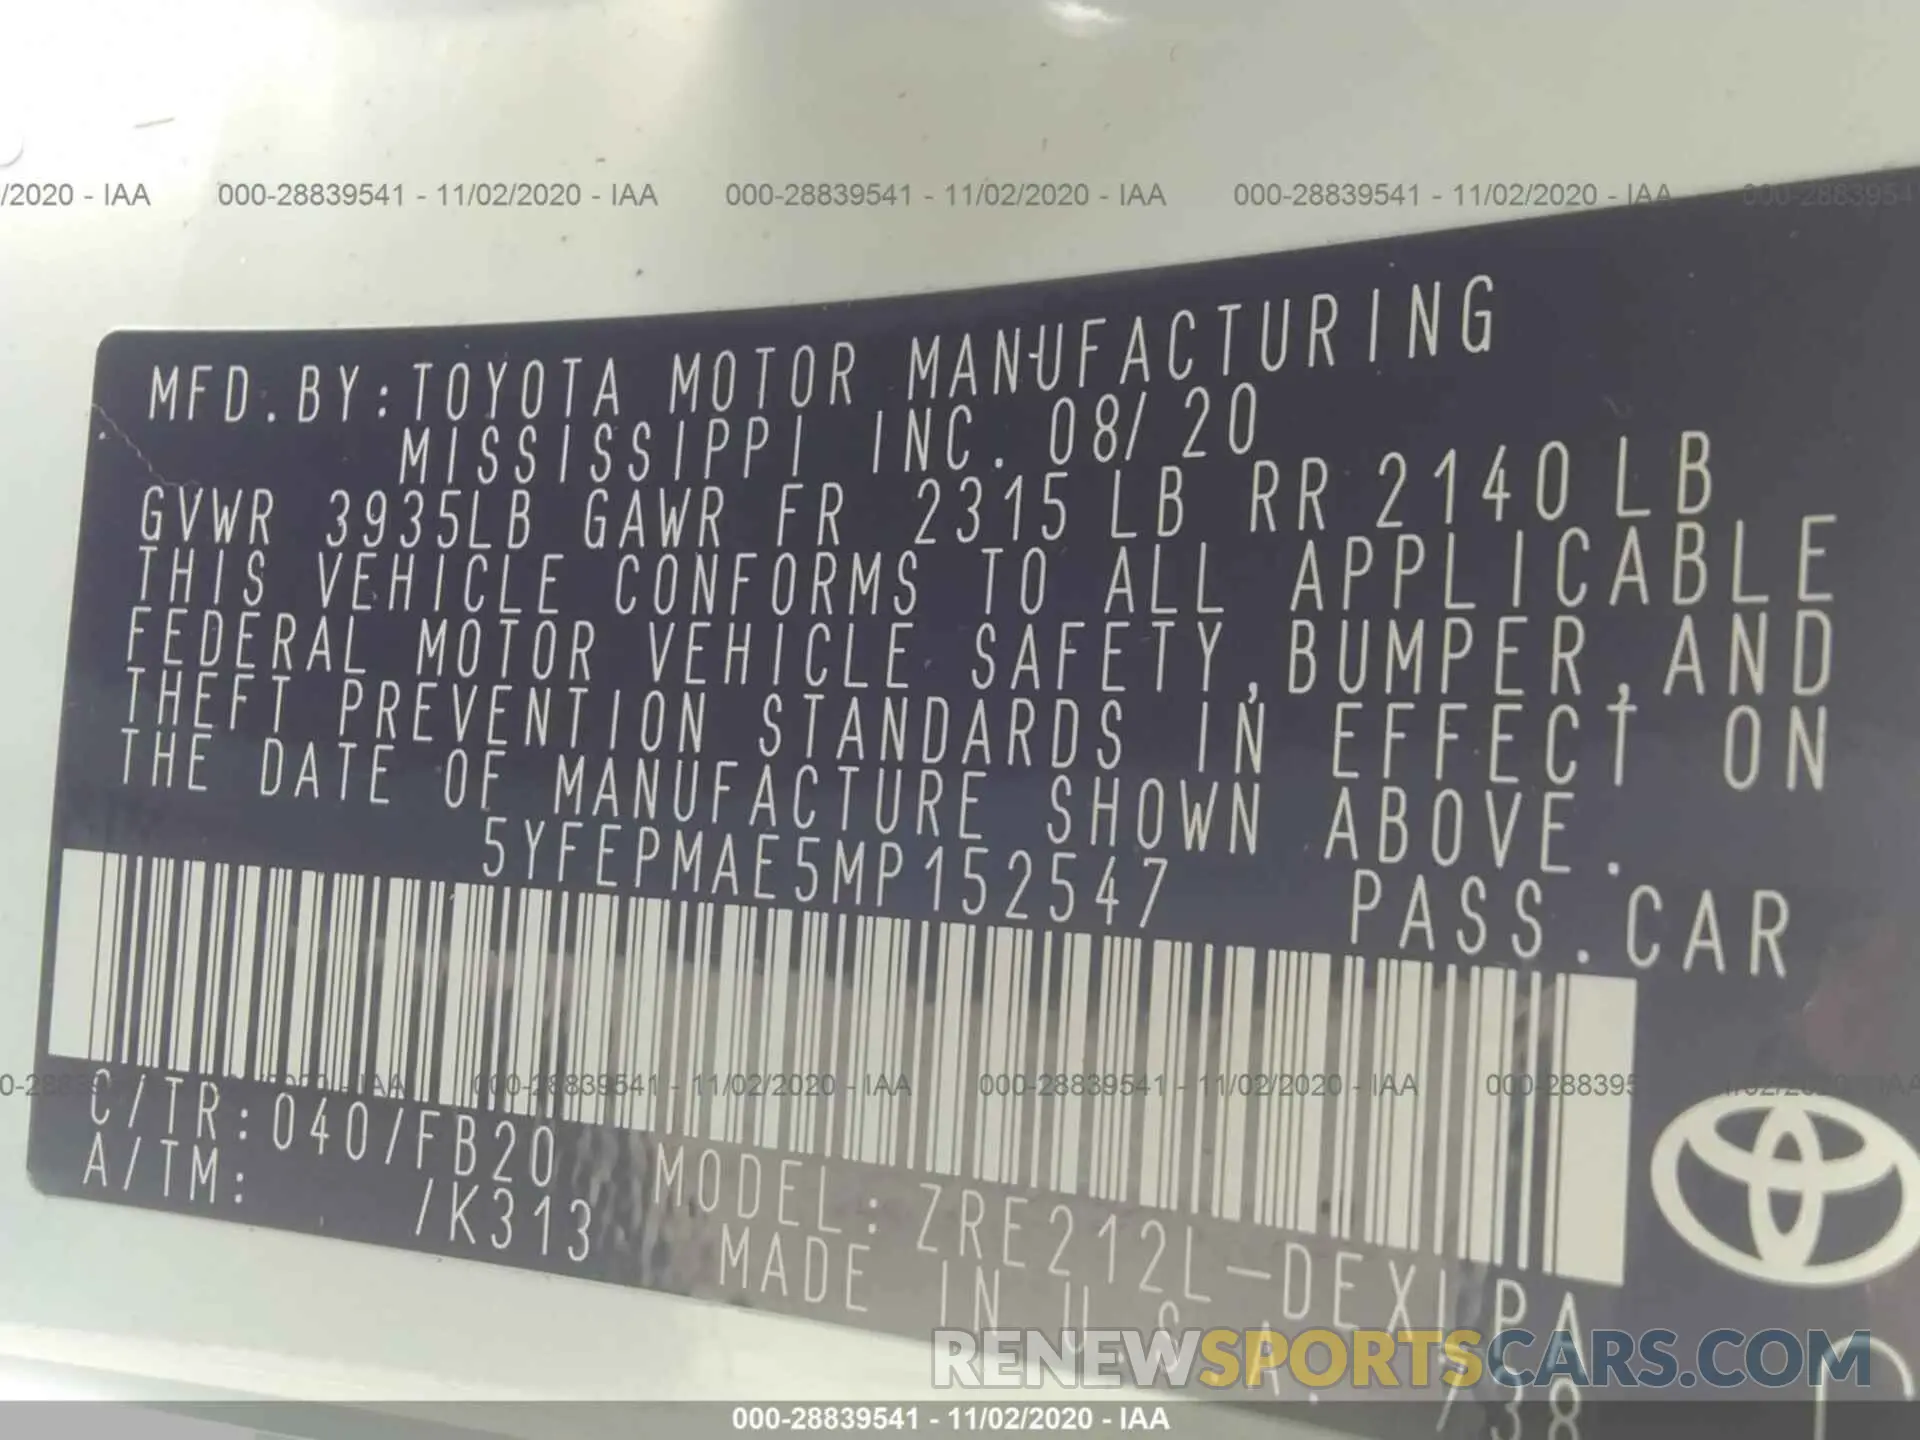 /2020 - IAA 000-28839541 - 11/02/2020 - IAA 000-28839541 - 11/02/2020 - IAA 000-28839541 - 11/02/2020 - IAA 000-2883954
MFD.BY:TOYOTA MOTOR MANUFACTURING
MISSISSIPPI INC. 08/20
GVWR 3935LB GAWR FR 2315LB RR 2140LB
THIS VEHICLE CONFORMS TO ALL APPLICABLE
FEDERAL MOTOR VEHICLE SAFETY,BUMPER,AND
THEFT PREVENTION STANDARDS IN EFFECT ON
THE DATE OF MANUFACTURE SHOWN ABOVE.
5YFEPMAE5MP152547 PASS.CAR
000-28839541 - 11/02/2020 - IAA 000-28839541 - 11/02/2020 - IAA
C/TR:040/FB20 MODEL:ZRE212L-DEXIPA
A/TM: /K313 MADE IN U.S.A. /38
RENEWSPORTSCARS.COM
000-28839541 - 11/02/2020 - IAA